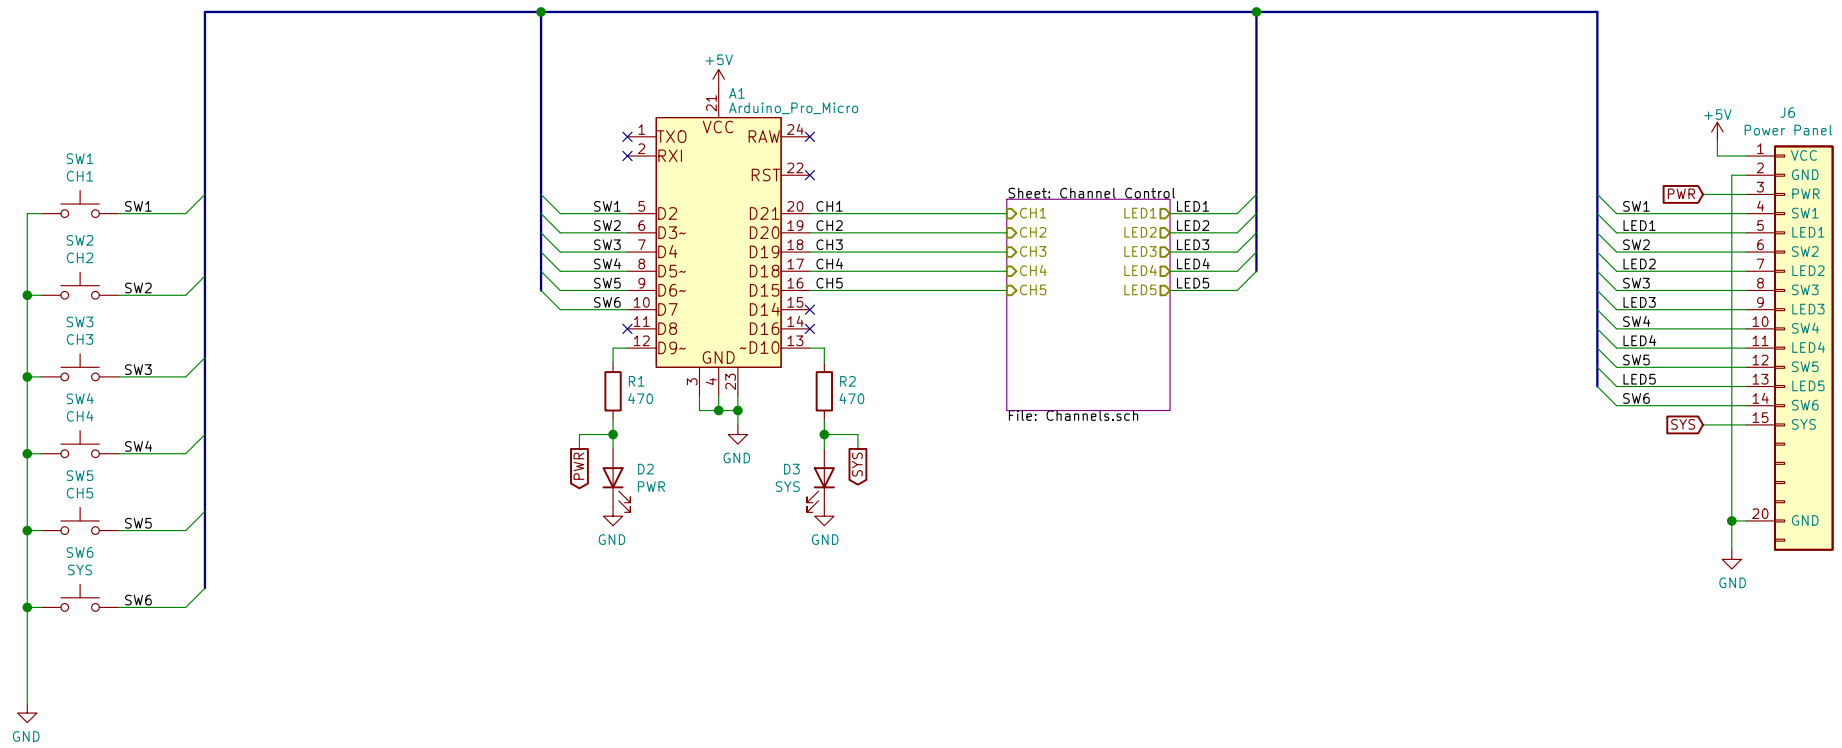 SW1
CH1
SW1
SW2
CH2
SW2
SW3
CH3
SW3
SW4
CH4
SW4
SW5
CH5
SW5
SW6
SYS
SW6
GND
+5V
21
A1
Arduino_Pro_Micro
VCC
1 TXO
2 RXI
RAW 24
RST 22
SW1 5 D2
SW2 6 D3~
SW3 7 D4
SW4 8 D5~
SW5 9 D6~
SW6 10 D7
11 D8
12 D9~
D21 20 CH1
D20 19 CH2
D19 18 CH3
D18 17 CH4
D15 16 CH5
D14 15
D16 14
~D10 13
GND
3 4 23
GND
R1
470
PWR
D2
PWR
GND
R2
470
SYS
D3
SYS
GND
Sheet: Channel Control
CH1 LED1 LED1
CH2 LED2 LED2
CH3 LED3 LED3
CH4 LED4 LED4
CH5 LED5 LED5
File: Channels.sch
+5V
J6
Power Panel
1 VCC
2 GND
PWR 3 PWR
SW1 4 SW1
LED1 5 LED1
SW2 6 SW2
LED2 7 LED2
SW3 8 SW3
LED3 9 LED3
SW4 10 SW4
LED4 11 LED4
SW5 12 SW5
LED5 13 LED5
SW6 14 SW6
SYS 15 SYS
20 GND
GND